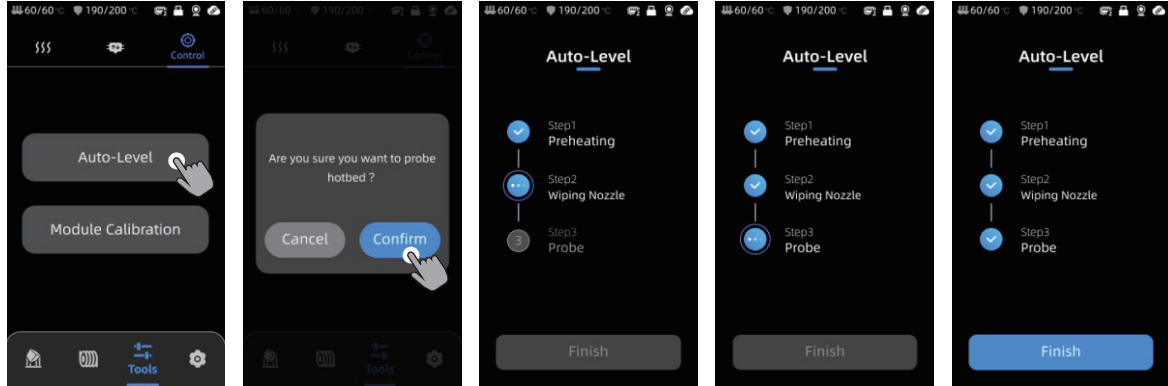 60/60 °C 190/200 °C
Control
Auto-Level
Module Calibration
Tools
60/60 °C 190/200 °C
Control
Are you sure you want to probe
hotbed ?
Cancel Confirm
Tools
60/60 °C 190/200 °C
Auto-Level
Step1
Preheating
Step2
Wiping Nozzle
3 Step3
Probe
Finish
60/60 °C 190/200 °C
Auto-Level
Step1
Preheating
Step2
Wiping Nozzle
Step3
Probe
Finish
60/60 °C 190/200 °C
Auto-Level
Step1
Preheating
Step2
Wiping Nozzle
Step3
Probe
Finish